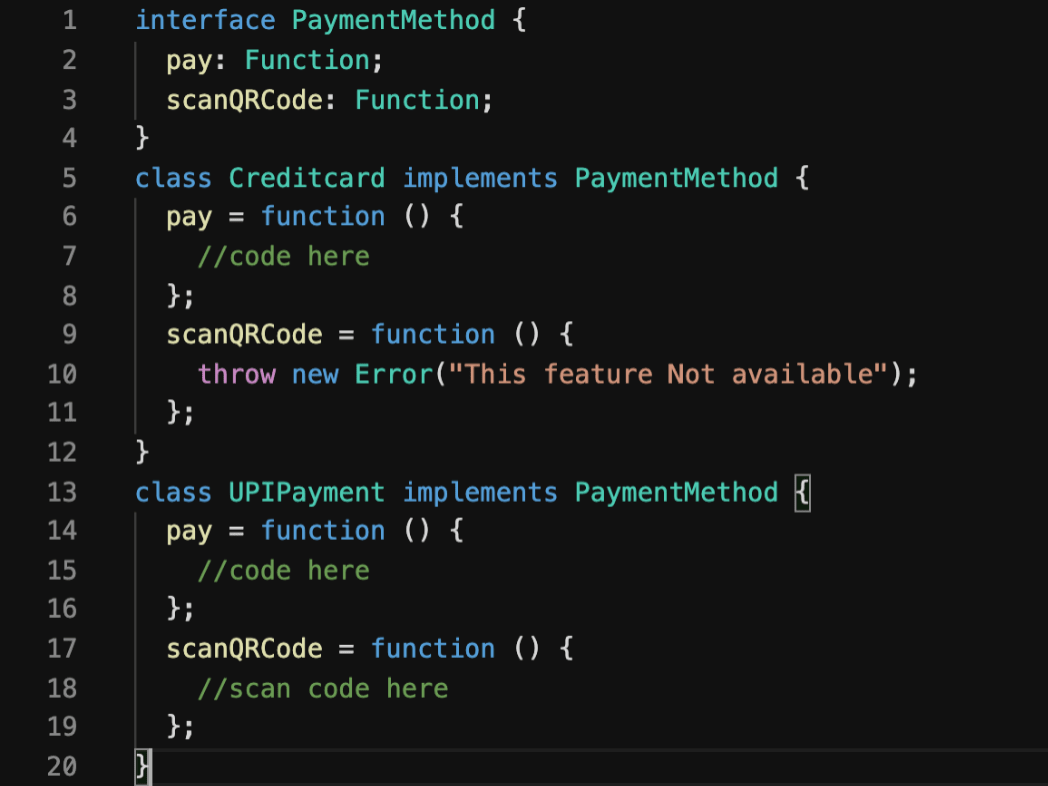 1 interface PaymentMethod {
2 pay: Function;
3 scanQRCode: Function;
4 }
5 class Creditcard implements PaymentMethod {
6 pay = function () {
7 //code here
8 };
9 scanQRCode = function () {
10 throw new Error("This feature Not available");
11 };
12 }
13 class UPIPayment implements PaymentMethod {
14 pay = function () {
15 //code here
16 };
17 scanQRCode = function () {
18 //scan code here
19 };
20 }